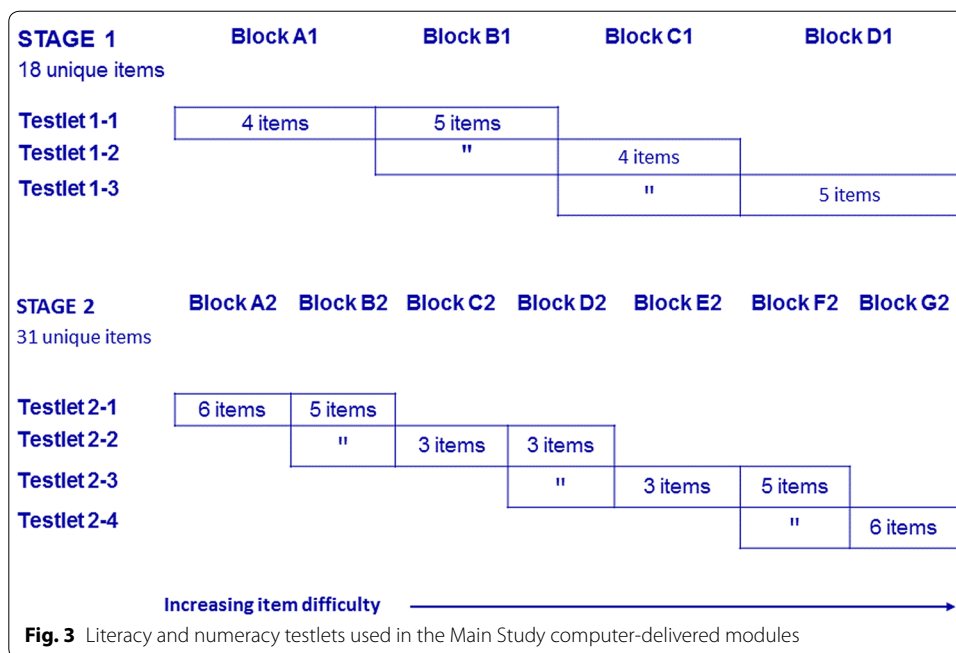 STAGE 1 Block A1 Block B1 Block C1 Block D1
18 unique items
Testlet 1-1 4 items 5 items
Testlet 1-2 " 4 items
Testlet 1-3 " 5 items
STAGE 2 Block A2 Block B2 Block C2 Block D2 Block E2 Block F2 Block G2
31 unique items
Testlet 2-1 6 items 5 items
Testlet 2-2 " 3 items 3 items
Testlet 2-3 " 3 items 5 items
Testlet 2-4 " 6 items
Increasing item difficulty
Fig. 3 Literacy and numeracy testlets used in the Main Study computer-delivered modules